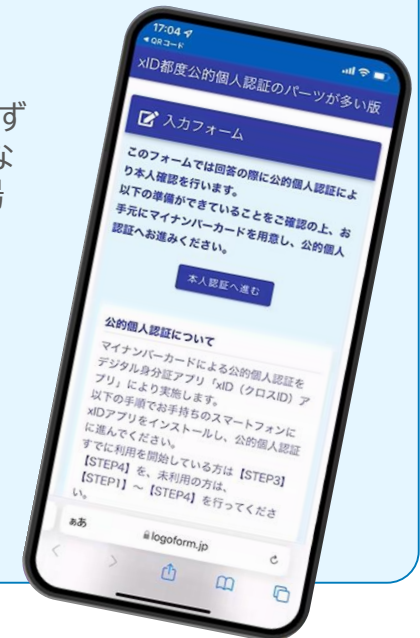 ず
な
場
17:04
QRコード
xID都度公的個人認証のパーツが多い版
入力フォーム
このフォームでは回答の際に公的個人認証によ
り本人確認を行います。
以下の準備ができていることをご確認の上、お
手元にマイナンバーカードを用意し、公的個人
認証へお進みください。
本人認証へ進む
公的個人認証について
マイナンバーカードによる公的個人認証を
デジタル身分証アプリ「xID（クロスID）ア
プリ」により実施します。
以下の手順でお手持ちのスマートフォンに
xIDアプリをインストールし、公的個人認証
に進んでください。
すでに利用を開始している方は【STEP3】
【STEP4】を、未利用の方は、
【STEP1】～【STEP4】を行ってくださ
い。
ぁあ
logoform.jp